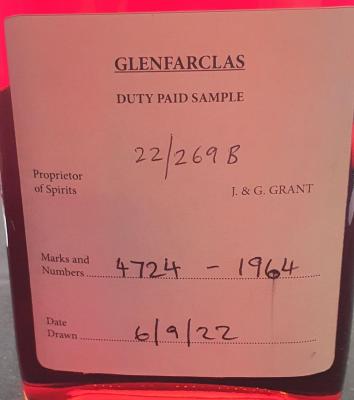 GLENFARCLAS
DUTY PAID SAMPLE
22/269B
Proprietor
of Spirits
J. & G. GRANT
Marks and
Numbers 4724 - 1964
Date
Drawn 6/9/22